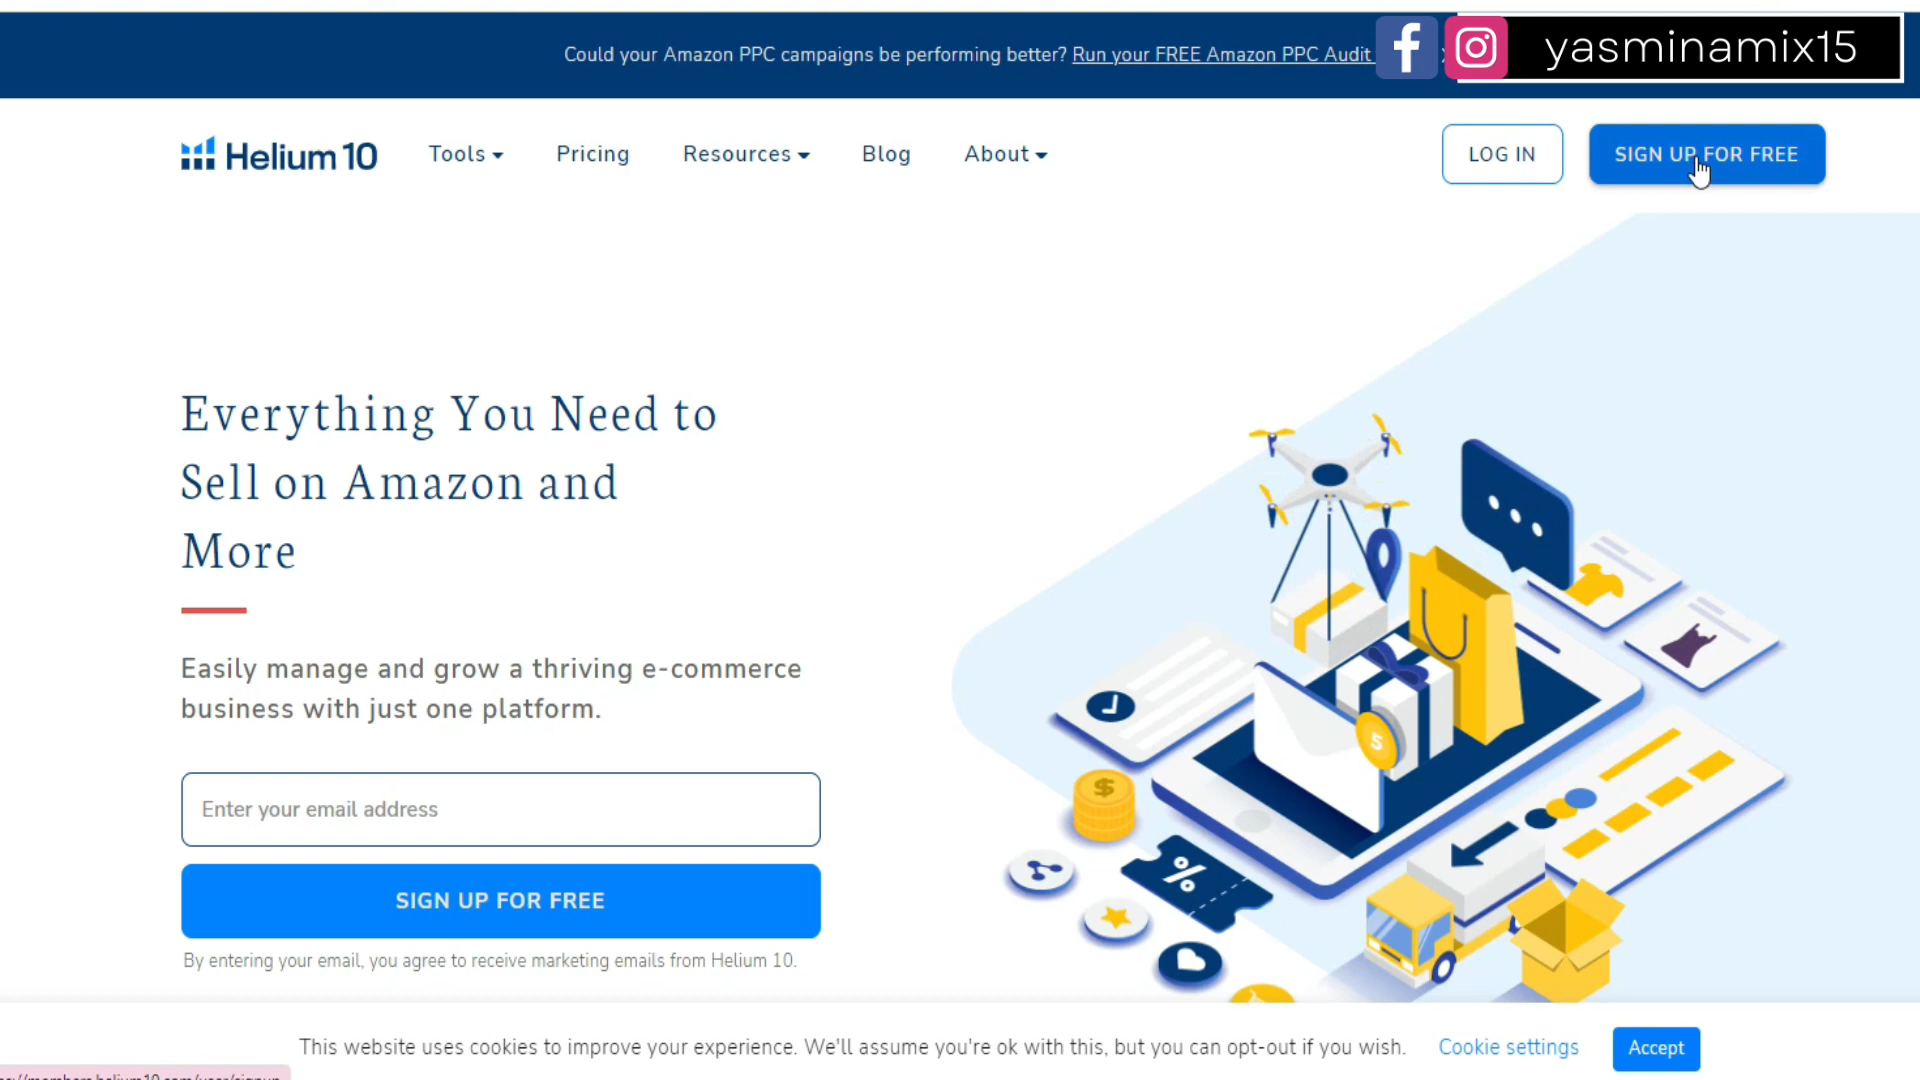 Could your Amazon PPC campaigns be performing better? Run your FREE Amazon PPC Audit
yasminamix15
Helium 10
Tools
Pricing
Resources
Blog
About
LOG IN
SIGN UP FOR FREE
Everything You Need to
Sell on Amazon and
More
Easily manage and grow a thriving e-commerce
business with just one platform.
Enter your email address
SIGN UP FOR FREE
By entering your email, you agree to receive marketing emails from Helium 10.
$
5
%
This website uses cookies to improve your experience. We'll assume you're ok with this, but you can opt-out if you wish.
Cookie settings
Accept